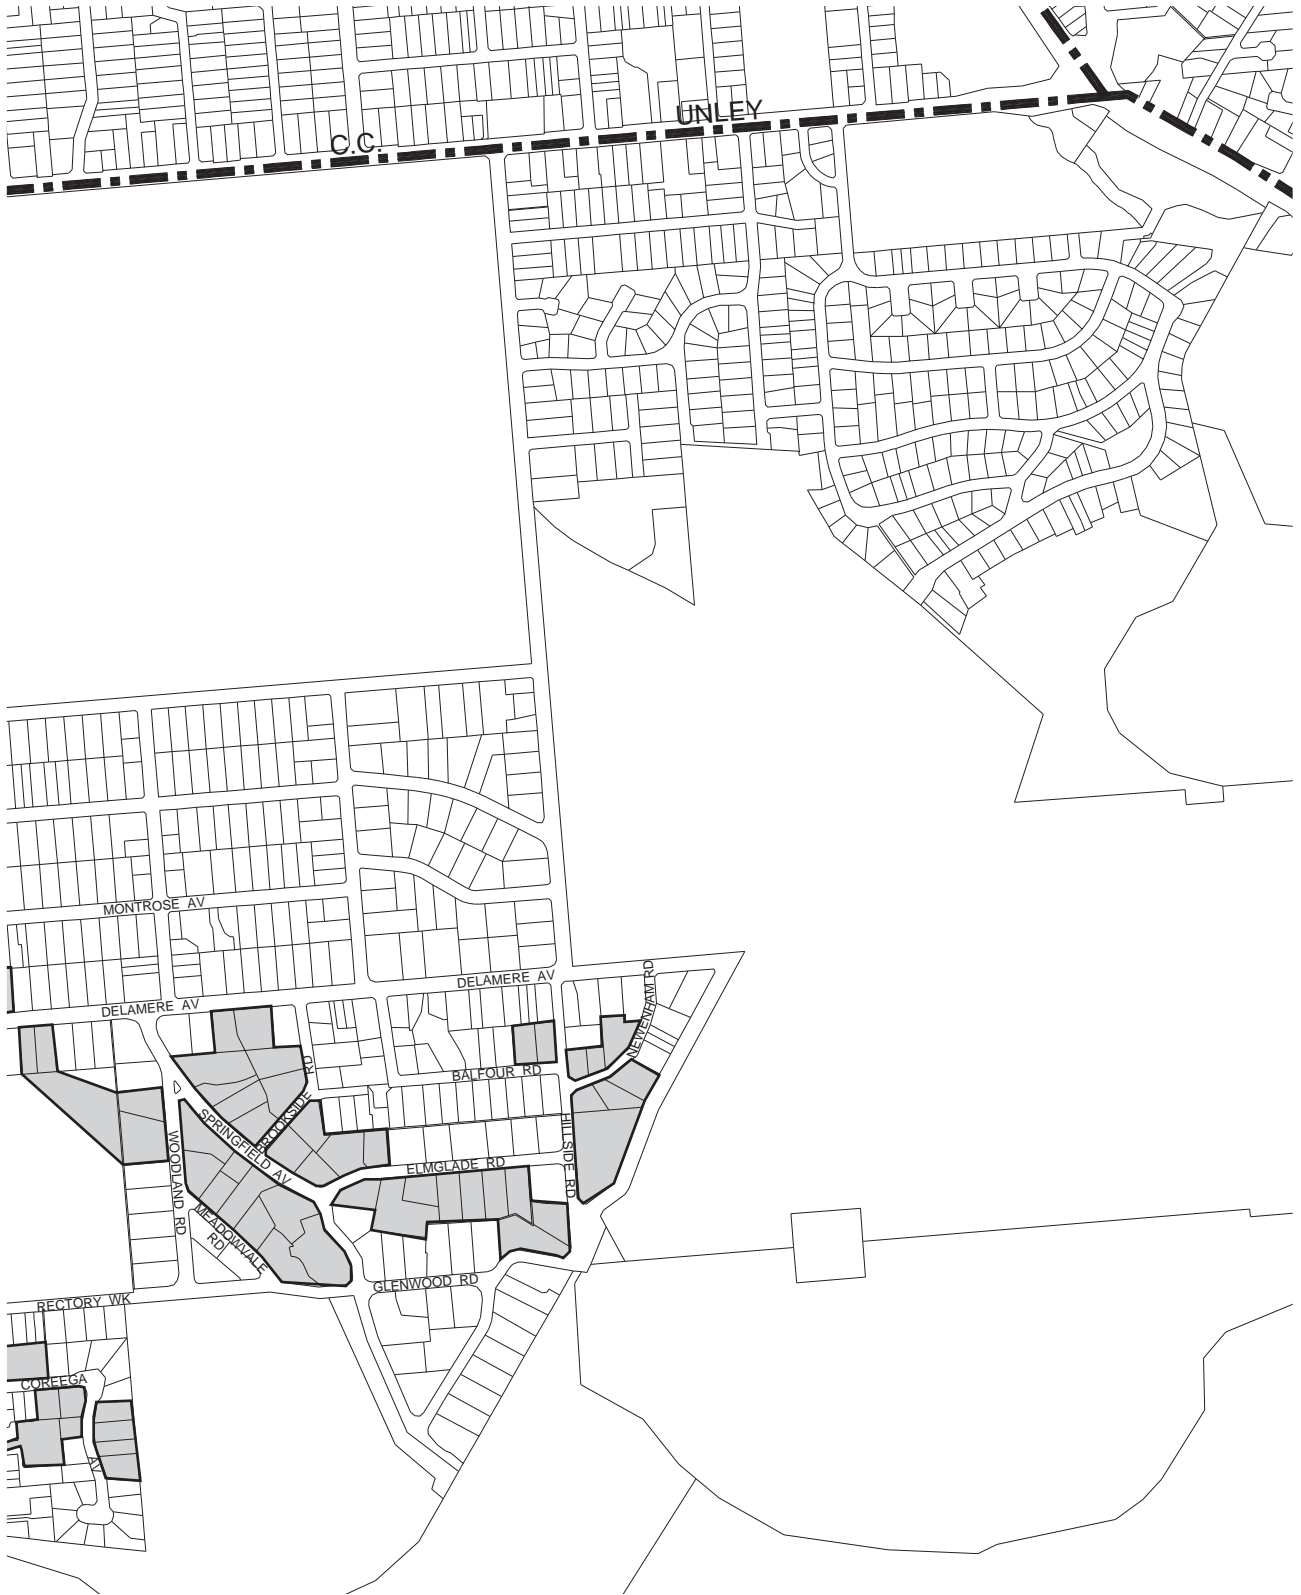 UNLEY
C.C.
MONTROSE AV
DELAMERE AV
DELAMERE AV
NEWENHAM RD
BALFOUR RD
BROOKSIDE RD
SPRINGFIELD AV
WOODLAND RD
HILLSIDE RD
ELMGLADE RD
MEADOWVALE
RD
GLENWOOD RD
RECTORY WK
COREEGA
AV